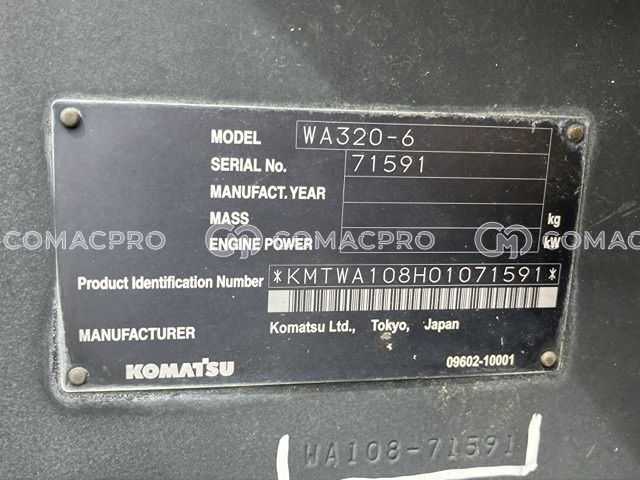 MODEL WA320-6
SERIAL No. 71591
MANUFACT. YEAR
MASS kg
COMACPRO COMACPRO COMACPRO
ENGINE POWER kW
Product Identification Number *KMTWA108H01071591*
MANUFACTURER Komatsu Ltd., Tokyo, Japan
KOMATSU 09602-10001
WA108-71591